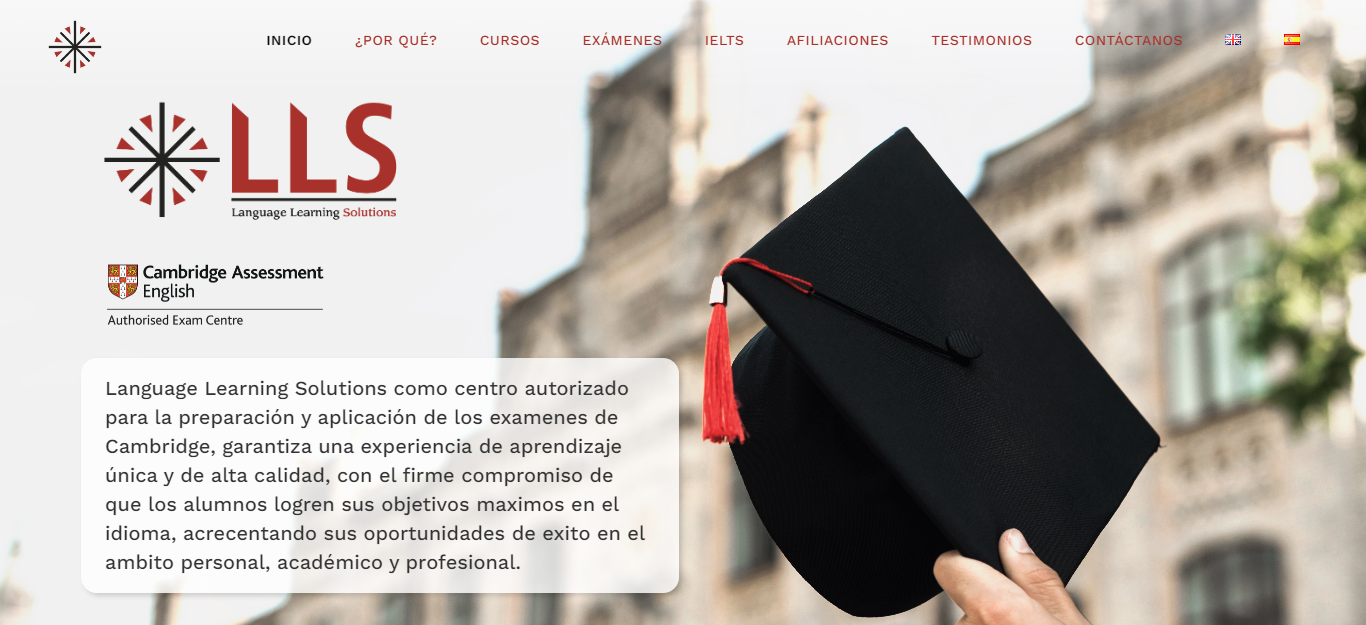 INICIO ¿POR QUÉ? CURSOS EXÁMENES IELTS AFILIACIONES TESTIMONIOS CONTÁCTANOS
LLS
Language Learning Solutions
Cambridge Assessment
English
Authorised Exam Centre
Language Learning Solutions como centro autorizado
para la preparación y aplicación de los examenes de
Cambridge, garantiza una experiencia de aprendizaje
única y de alta calidad, con el firme compromiso de
que los alumnos logren sus objetivos maximos en el
idioma, acrecentando sus oportunidades de exito en el
ambito personal, académico y profesional.